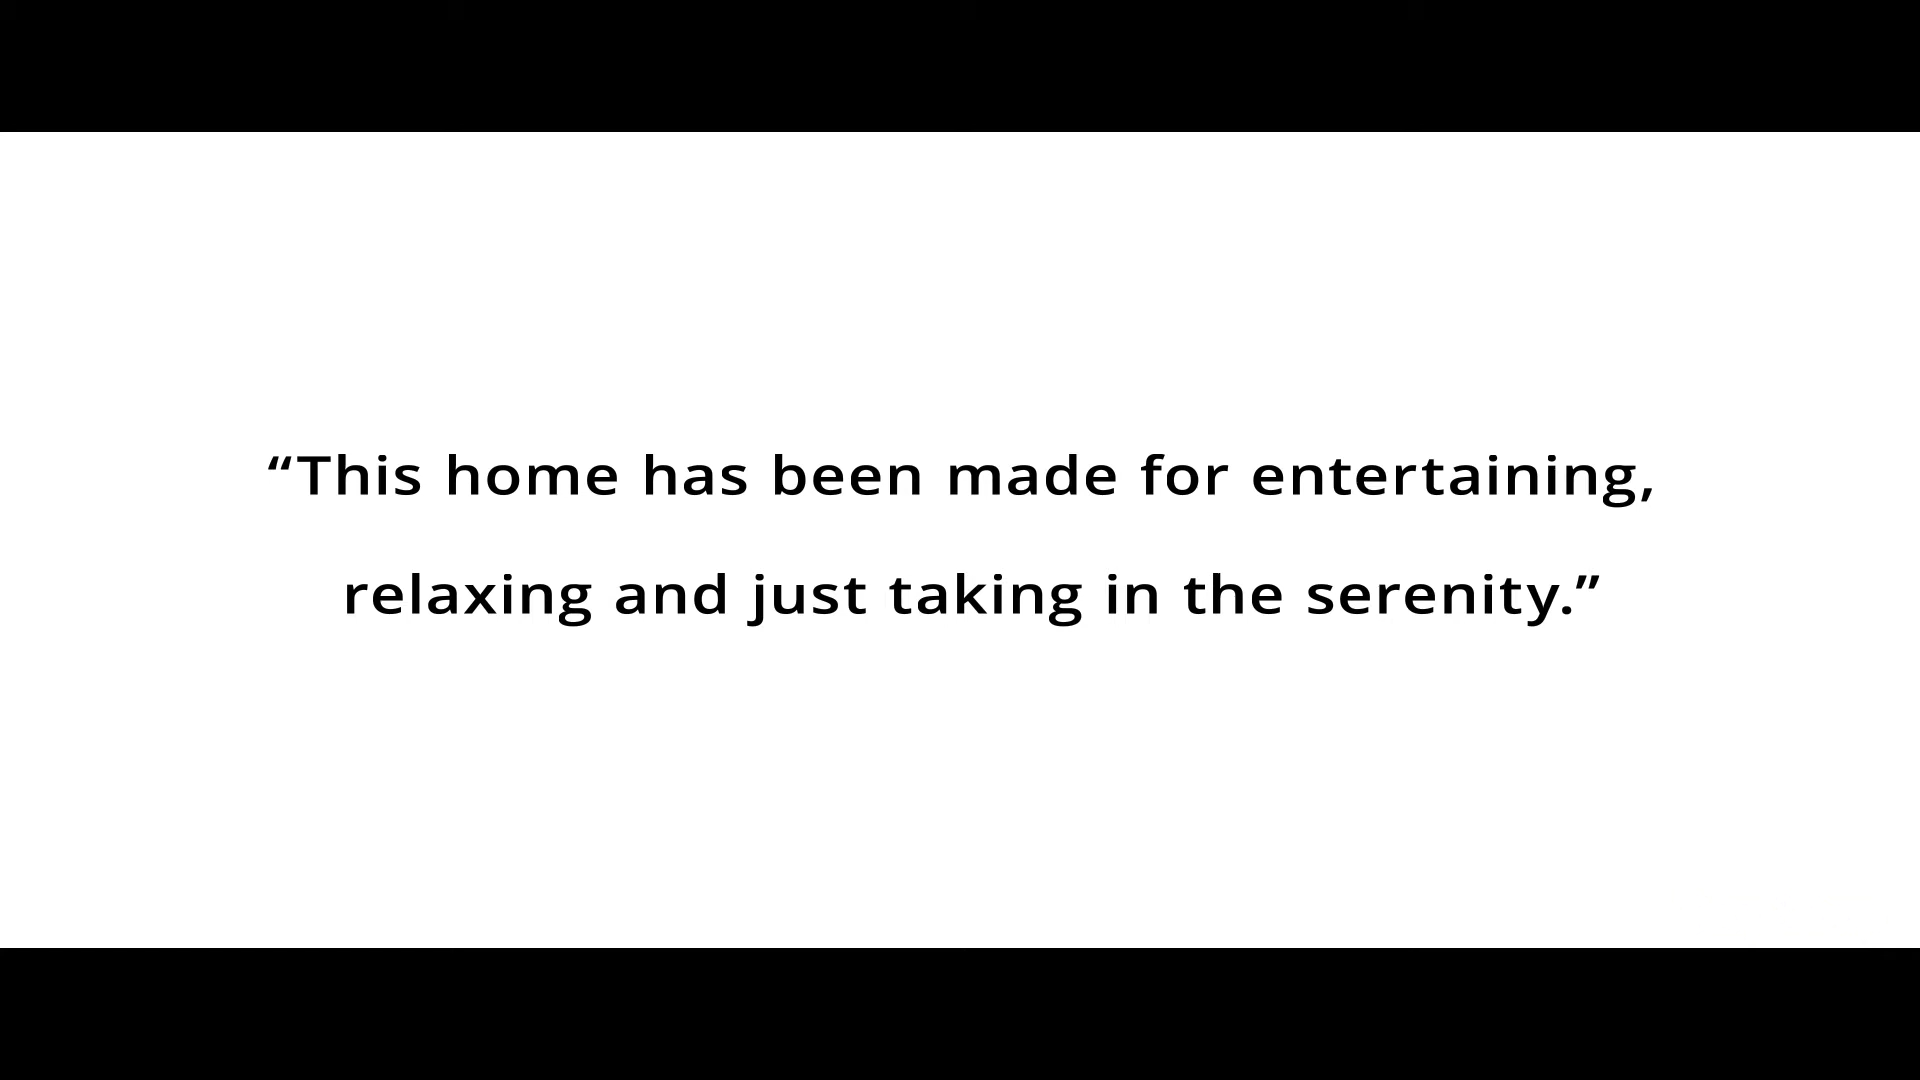 “This home has been made for entertaining,
relaxing and just taking in the serenity.”